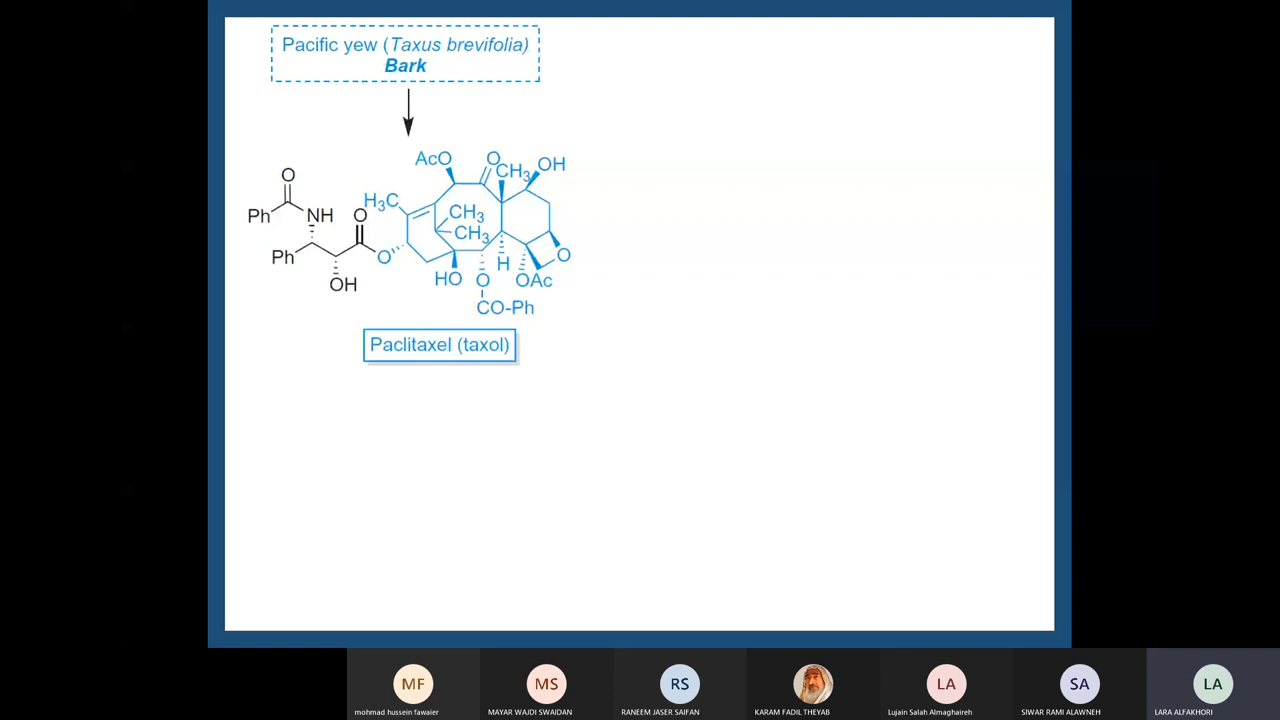 Pacific yew (Taxus brevifolia)
Bark
AcO
O
CH3
OH
O
H3C
Ph
NH
O
CH3
CH3
Ph
O
H
O
OH
HO
O
OAc
CO-Ph
Paclitaxel (taxol)
MF
MS
RS
LA
SA
LA
mohmad hussein fawaier
MAYAR WAJDI SWAIDAN
RANEEM JASER SAIFAN
KARAM FADIL THEYAB
Lujain Salah Almaghaireh
SIWAR RAMI ALAWNEH
LARA ALFAKHORI